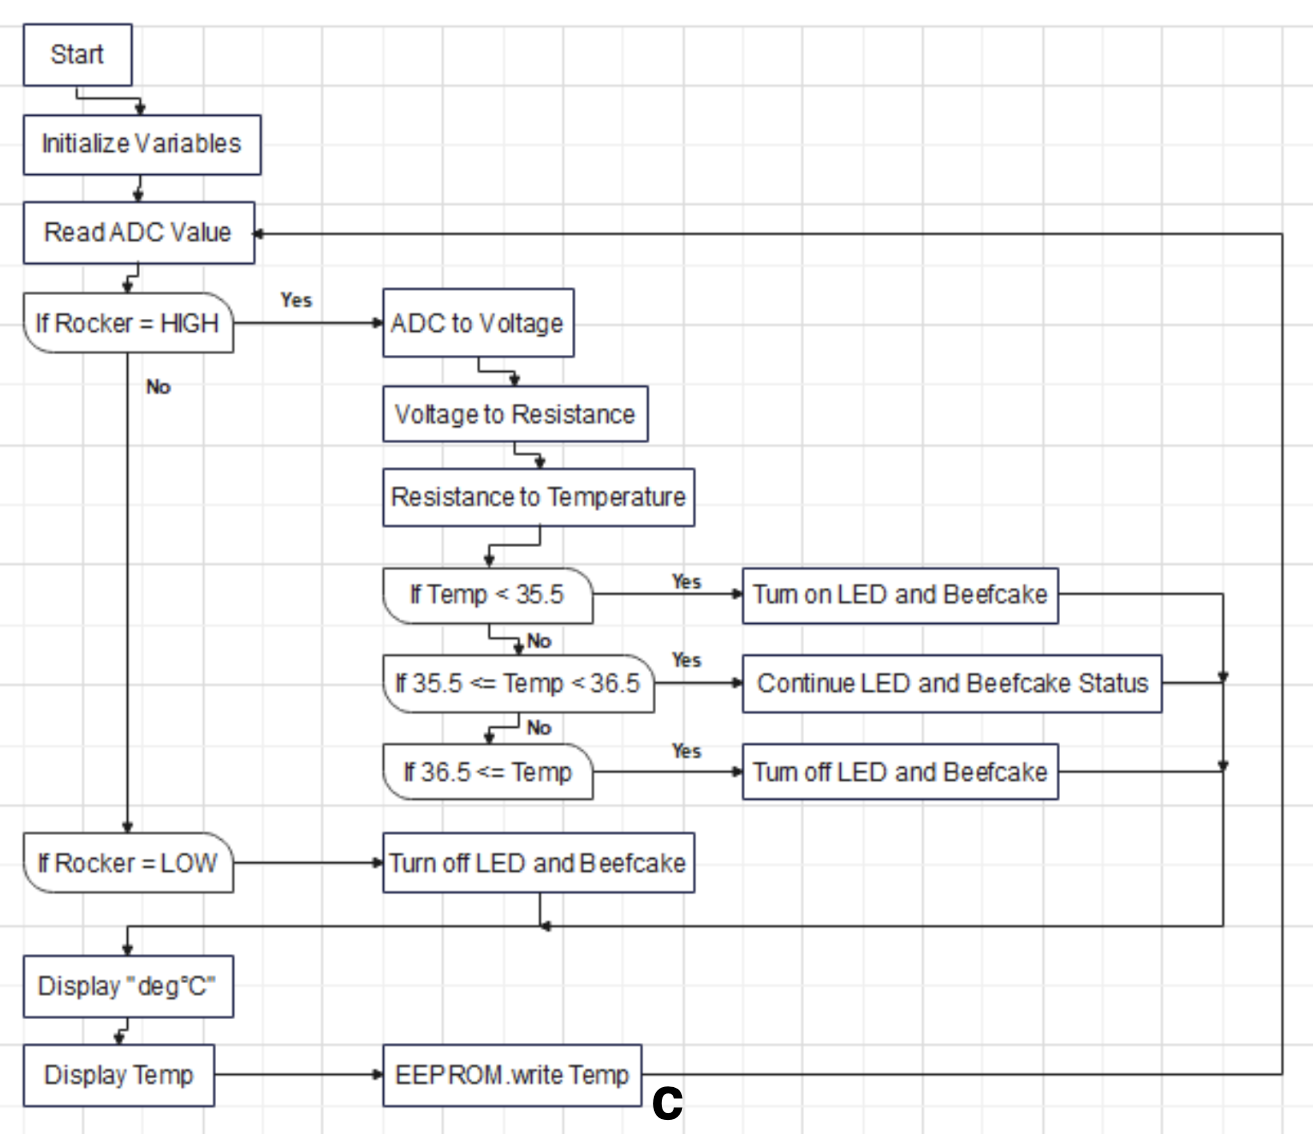 Start
Initialize Variables
Read ADC Value
If Rocker = HIGH
Yes
ADC to Voltage
No
Voltage to Resistance
Resistance to Temperature
If Temp < 35.5
Yes
Turn on LED and Beefcake
No
If 35.5 <= Temp < 36.5
Yes
Continue LED and Beefcake Status
No
If 36.5 <= Temp
Yes
Turn off LED and Beefcake
If Rocker = LOW
Turn off LED and Beefcake
Display "deg°C"
Display Temp
EEPROM.write Temp
c